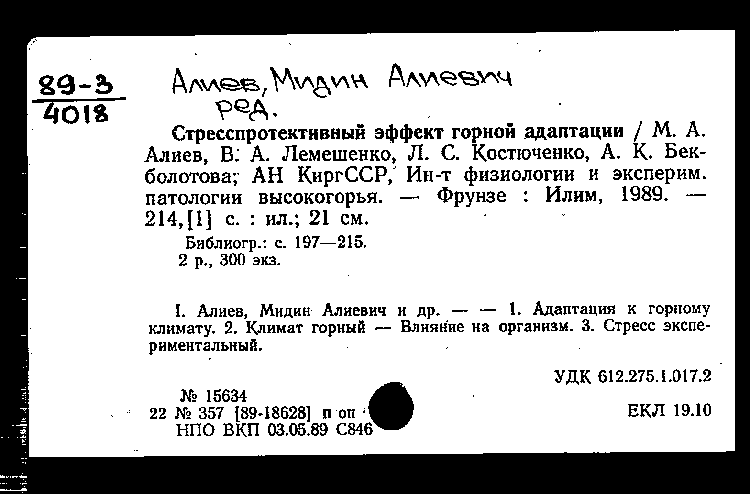 89-3
4018
Алиев, Мидин Алиевич
ред.
Стресспротективный эффект горной адаптации / М. А.
Алиев, В. А. Лемешенко, Л. С. Костюченко, А. К. Бек-
болотова; АН КиргССР, Ин-т физиологии и эксперим.
патологии высокогорья. — Фрунзе : Илим, 1989. —
214,[1] с. : ил.; 21 см.
Библиогр.: с. 197—215.
2 р., 300 экз.
I. Алиев, Мидин Алиевич и др. — — 1. Адаптация к горному
климату. 2. Климат горный — Влияние на организм. 3. Стресс экспе-
риментальный.
УДК 612.275.1.017.2
№ 15634
22 № 357 [89-18628] п оп
ЕКЛ 19.10
НПО ВКП 03.05.89 С846